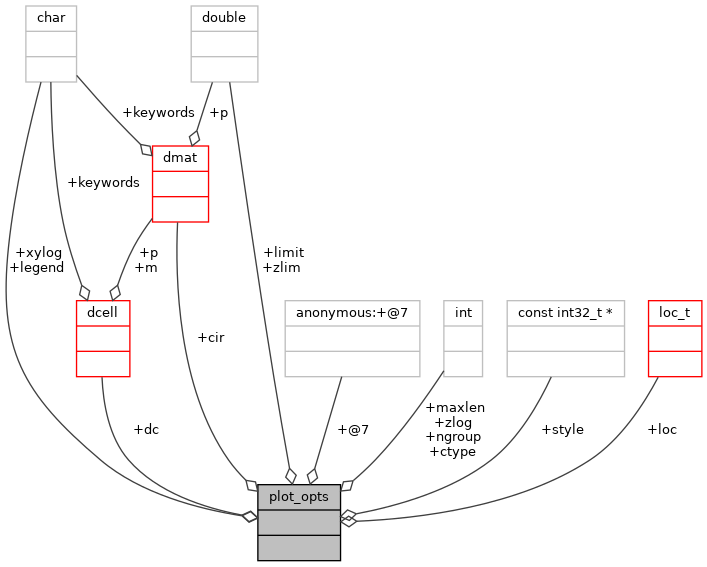 char
double
+keywords
+p
dmat
+keywords
+xylog
+legend
+p
+m
+limit
+zlim
dcell
anonymous:+@7
int
const int32_t *
loc_t
+cir
+dc
+@7
+maxlen
+zlog
+ngroup
+ctype
+style
+loc
plot_opts